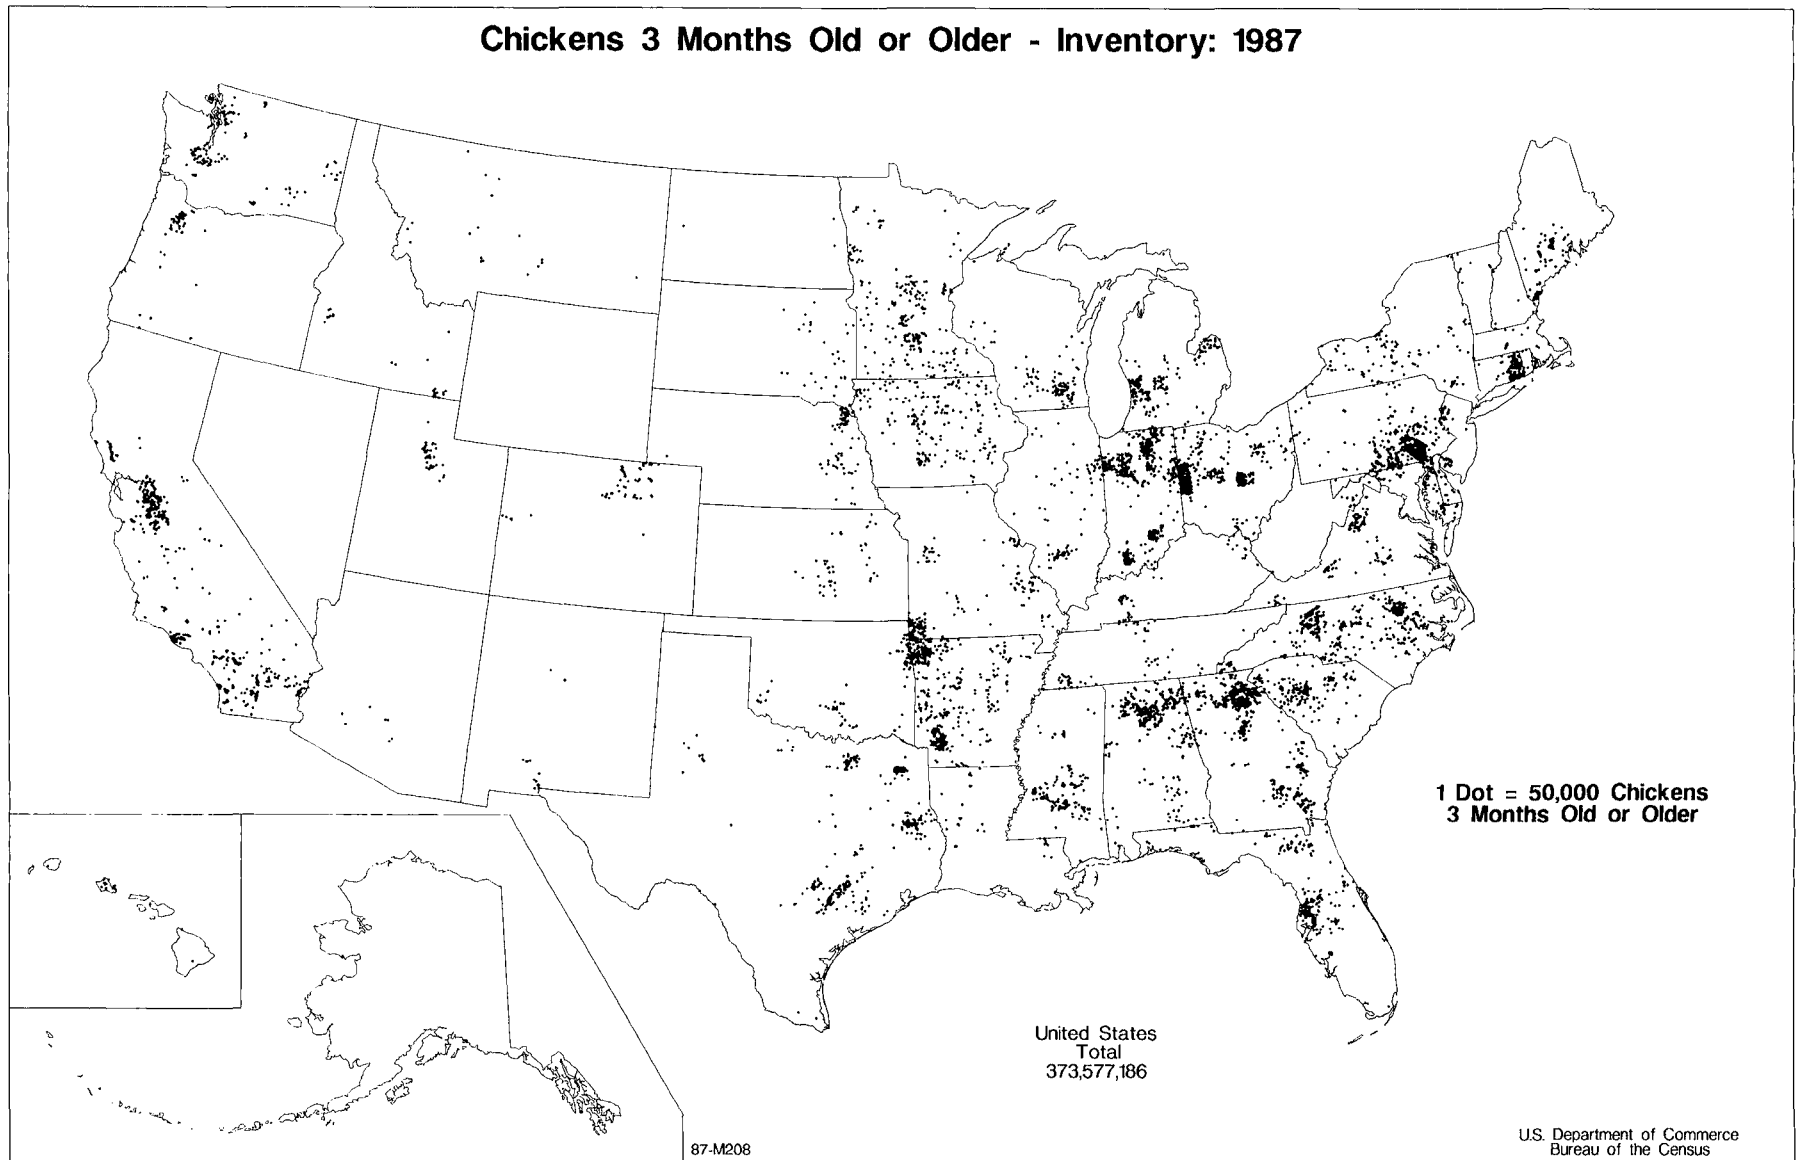 Chickens 3 Months Old or Older - Inventory: 1987
1 Dot = 50,000 Chickens
3 Months Old or Older
United States
Total
373,577,186
87-M208
U.S. Department of Commerce
Bureau of the Census